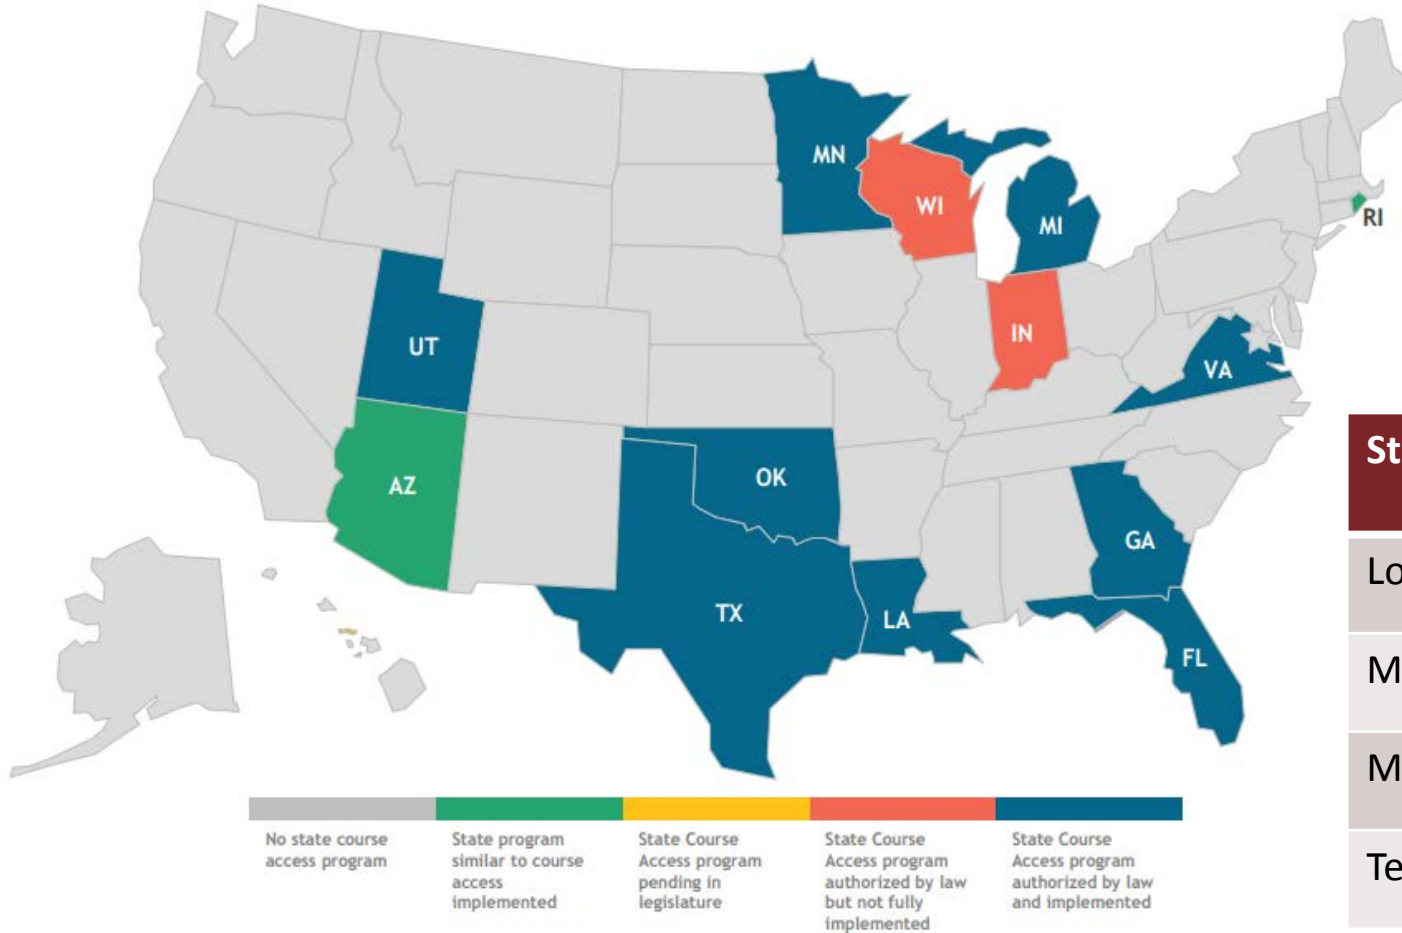 MN
WI
MI
RI
UT
IN
VA
AZ
OK
GA
TX
LA
FL
No state course
access program
State program
similar to course
access
implemented
State Course
Access program
pending in
legislature
State Course
Access program
authorized by law
but not fully
implemented
State Course
Access program
authorized by law
and implemented
St
Lo
M
M
Te